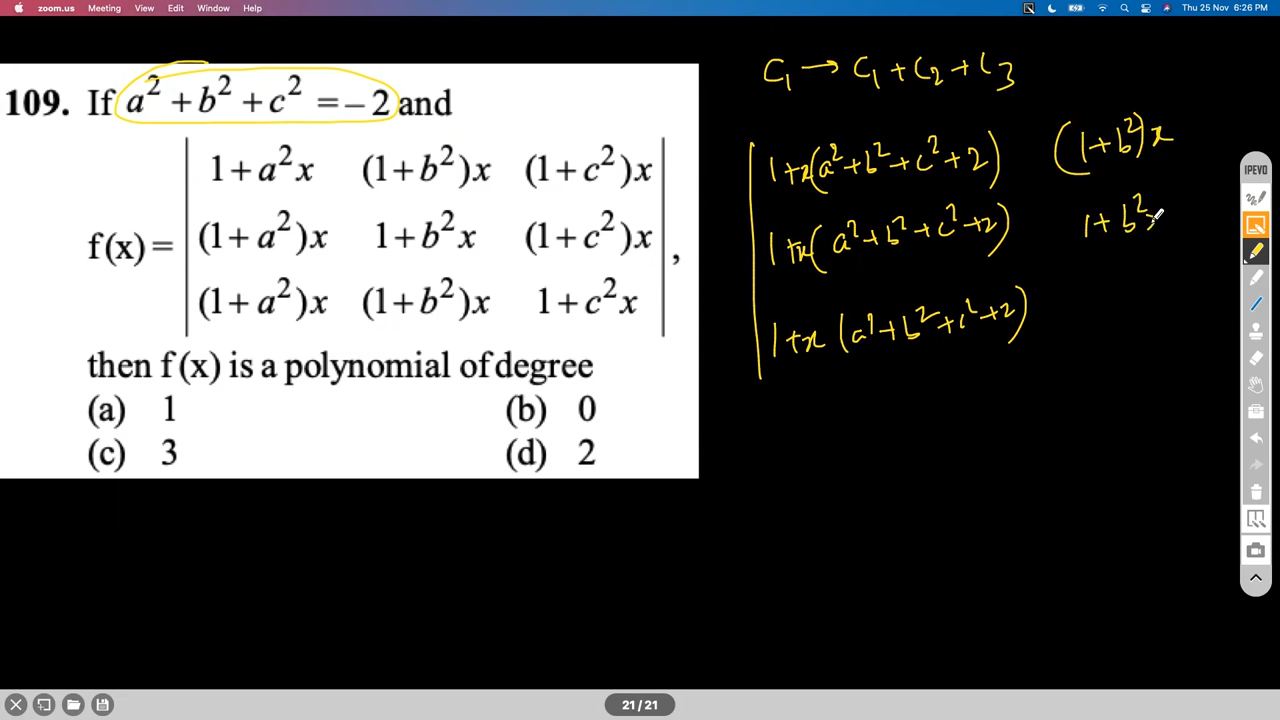 zoom.us Meeting View Edit Window Help Thu 25 Nov 6:26 PM
109. If a² + b² + c² = – 2 and
f(x) = | 1 + a²x (1 + b²)x (1 + c²)x |
| (1 + a²)x 1 + b²x (1 + c²)x | ,
| (1 + a²)x (1 + b²)x 1 + c²x |
then f (x) is a polynomial of degree
(a) 1 (b) 0
(c) 3 (d) 2
C₁ → C₁ + C₂ + C₃
| 1+x(a²+b²+c²+2) (1+b²)x
| 1+x(a²+b²+c²+2) 1+b²
| 1+x(a²+b²+c²+2)
IPEVO
21 / 21